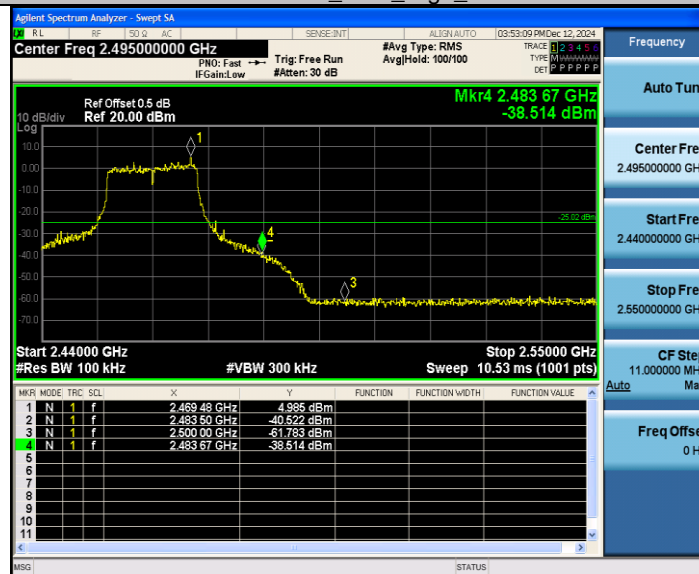 Agilent Spectrum Analyzer - Swept SA
RL RF 50 Ω AC SENSE:INT ALIGN AUTO 03:53:09 PM Dec 12, 2024
Center Freq 2.495000000 GHz
PNO: Fast
IFGain:Low
Trig: Free Run
#Atten: 30 dB
#Avg Type: RMS
Avg|Hold: 100/100
TRACE 1 2 3 4 5 6
TYPE M WWWWW
DET P P P P P P
Frequency
Auto Tun
Center Fre
2.495000000 GH
Start Fre
2.440000000 GH
Stop Fre
2.550000000 GH
CF Ste
11.000000 MH
Auto Ma
Freq Offse
0 H
Ref Offset 0.5 dB
10 dB/div Ref 20.00 dBm
Log
Mkr4 2.483 67 GHz
-38.514 dBm
10.0
0.00
-10.0
-20.0
-30.0
-40.0
-50.0
-60.0
-70.0
1
4
3
-25.02 dBm
Start 2.44000 GHz Stop 2.55000 GHz
#Res BW 100 kHz #VBW 300 kHz Sweep 10.53 ms (1001 pts)
MKR MODE TRC SCL X Y FUNCTION FUNCTION WIDTH FUNCTION VALUE
1 N 1 f 2.469 48 GHz 4.985 dBm
2 N 1 f 2.483 50 GHz -40.522 dBm
3 N 1 f 2.500 00 GHz -61.783 dBm
4 N 1 f 2.483 67 GHz -38.514 dBm
5
6
7
8
9
10
11
MSG STATUS